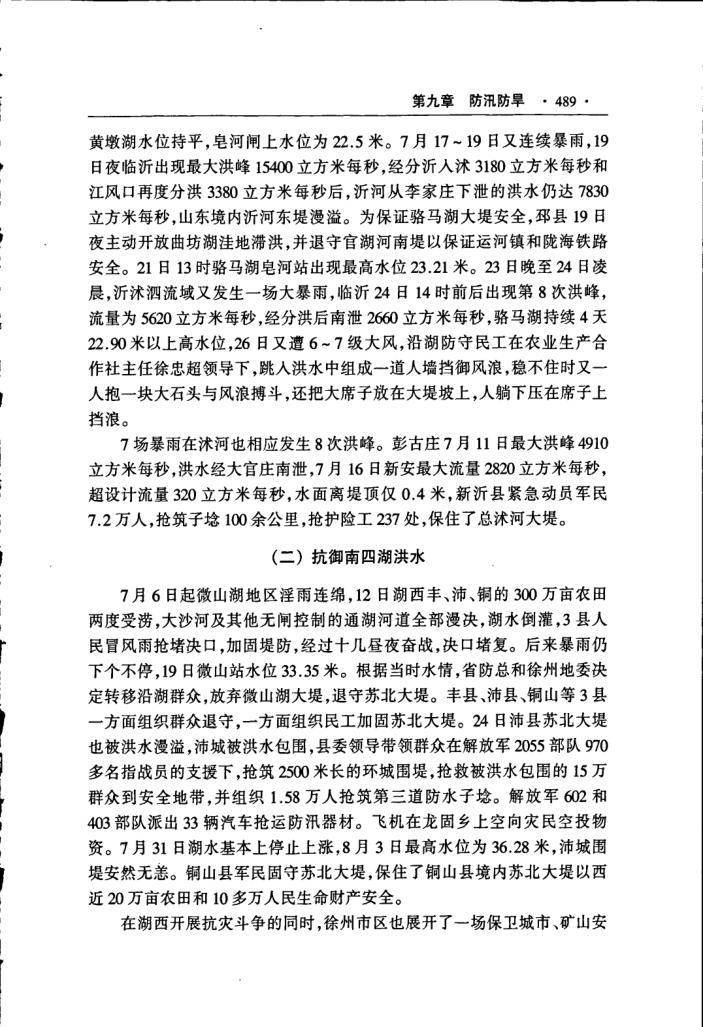 第九章 防汛防旱 ·489·
黄墩湖水位持平,皂河闸上水位为 22.5 米。7 月 17~19 日又连续暴雨,19
日夜临沂出现最大洪峰 15400 立方米每秒,经分沂入沭 3180 立方米每秒和
江风口再度分洪 3380 立方米每秒后,沂河从李家庄下泄的洪水仍达 7830
立方米每秒,山东境内沂河东堤漫溢。为保证骆马湖大堤安全,邳县 19 日
夜主动开放曲坊湖洼地滞洪,并退守官湖河南堤以保证运河镇和陇海铁路
安全。21 日 13 时骆马湖皂河站出现最高水位 23.21 米。23 日晚至 24 日凌
晨,沂沭泗流域又发生一场大暴雨,临沂 24 日 14 时前后出现第 8 次洪峰,
流量为 5620 立方米每秒,经分洪后南泄 2660 立方米每秒,骆马湖持续 4 天
22.90 米以上高水位,26 日又遭 6~7 级大风,沿湖防守民工在农业生产合
作社主任徐忠超领导下,跳入洪水中组成一道人墙挡御风浪,稳不住时又一
人抱一块大石头与风浪搏斗,还把大席子放在大堤坡上,人躺下压在席子上
挡浪。
7 场暴雨在沭河也相应发生 8 次洪峰。彭古庄 7 月 11 日最大洪峰 4910
立方米每秒,洪水经大官庄南泄,7 月 16 日新安最大流量 2820 立方米每秒,
超设计流量 320 立方米每秒,水面离堤顶仅 0.4 米,新沂县紧急动员军民
7.2 万人,抢筑子埝 100 余公里,抢护险工 237 处,保住了总沭河大堤。
(二) 抗御南四湖洪水
7 月 6 日起微山湖地区淫雨连绵,12 日湖西丰、沛、铜的 300 万亩农田
两度受涝,大沙河及其他无闸控制的通湖河道全部漫决,湖水倒灌,3 县人
民冒风雨抢堵决口,加固堤防,经过十几昼夜奋战,决口堵复。后来暴雨仍
下个不停,19 日微山站水位 33.35 米。根据当时水情,省防总和徐州地委决
定转移沿湖群众,放弃微山湖大堤,退守苏北大堤。丰县、沛县、铜山等 3 县
一方面组织群众退守,一方面组织民工加固苏北大堤。24 日沛县苏北大堤
也被洪水漫溢,沛城被洪水包围,县委领导带领群众在解放军 2055 部队 970
多名指战员的支援下,抢筑 2500 米长的环城围堤,抢救被洪水包围的 15 万
群众到安全地带,并组织 1.58 万人抢筑第三道防水子埝。解放军 602 和
403 部队派出 33 辆汽车抢运防汛器材。飞机在龙固乡上空向灾民空投物
资。7 月 31 日湖水基本上停止上涨,8 月 3 日最高水位为 36.28 米,沛城围
堤安然无恙。铜山县军民固守苏北大堤,保住了铜山县境内苏北大堤以西
近 20 万亩农田和 10 多万人民生命财产安全。
在湖西开展抗灾斗争的同时,徐州市区也展开了一场保卫城市、矿山安